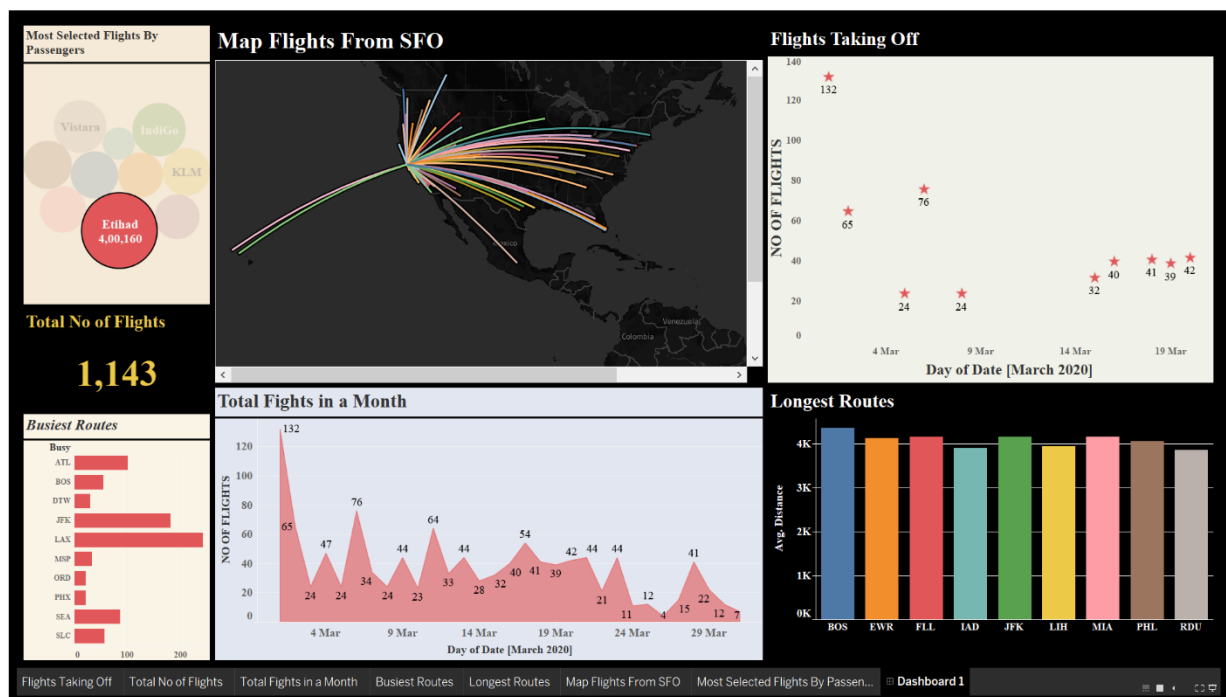 Most Selected Flights By
Passengers
Vistara
IndiGo
KLM
Etihad
4,00,160
Total No of Flights
1,143
Busiest Routes
Busy
ATL
BOS
DTW
JFK
LAX
MSP
ORD
PHX
SEA
SLC
0 100 200
Map Flights From SFO
Mexico
Venezuela
Colombia
Total Fights in a Month
NO OF FLIGHTS
120
100
80
60
40
20
0
132
65
24
47
24
76
34
24
44
23
64
33
44
28
32
40
54
41
39
42
44
21
44
11
12
4
15
41
22
12
7
4 Mar 9 Mar 14 Mar 19 Mar 24 Mar 29 Mar
Day of Date [March 2020]
Flights Taking Off
NO OF FLIGHTS
140
120
100
80
60
40
20
0
132
65
24
76
24
32
40
41
39
42
4 Mar 9 Mar 14 Mar 19 Mar
Day of Date [March 2020]
Longest Routes
Avg. Distance
4K
3K
2K
1K
0K
BOS EWR FLL IAD JFK LIH MIA PHL RDU
Flights Taking Off Total No of Flights Total Fights in a Month Busiest Routes Longest Routes Map Flights From SFO Most Selected Flights By Passen... Dashboard 1